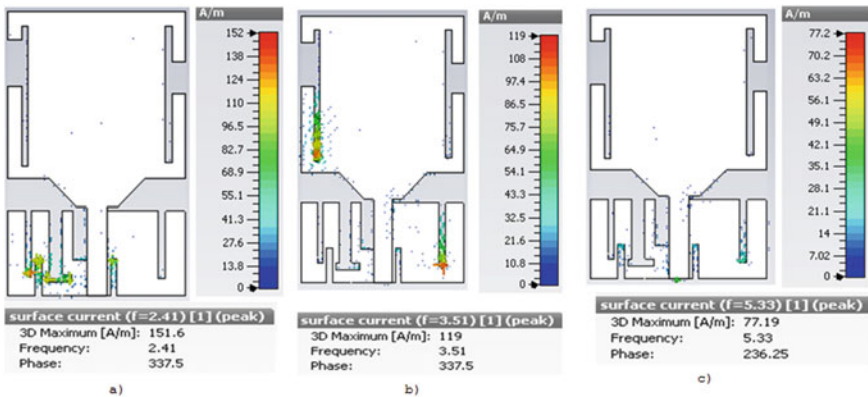 A/m
152
138
124
110
96.5
82.7
68.9
55.1
41.3
27.6
13.8
0
surface current (f=2.41) [1] (peak)
3D Maximum [A/m]: 151.6
Frequency: 2.41
Phase: 337.5
a)
A/m
119
108
97.4
86.5
75.7
64.9
54.1
43.3
32.5
21.6
10.8
0
surface current (f=3.51) [1] (peak)
3D Maximum [A/m]: 119
Frequency: 3.51
Phase: 337.5
b)
A/m
77.2
70.2
63.2
56.1
49.1
42.1
35.1
28.1
21.1
14
7.02
0
surface current (f=5.33) [1] (peak)
3D Maximum [A/m]: 77.19
Frequency: 5.33
Phase: 236.25
c)